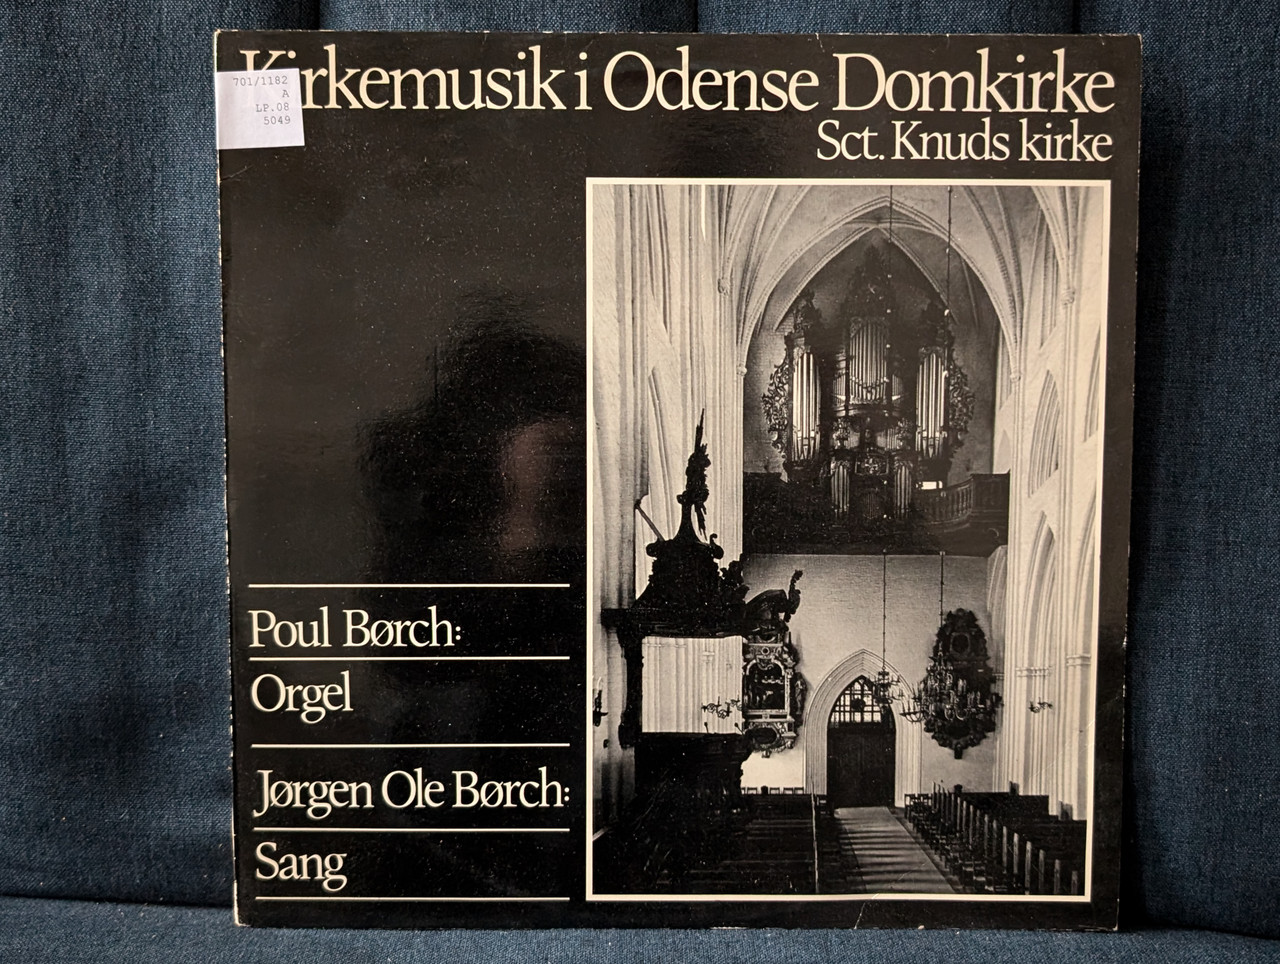 Kirkemusik i Odense Domkirke
Sct. Knuds kirke
701/1182
A
LP.08
5049
Poul Børch:
Orgel
Jørgen Ole Børch:
Sang